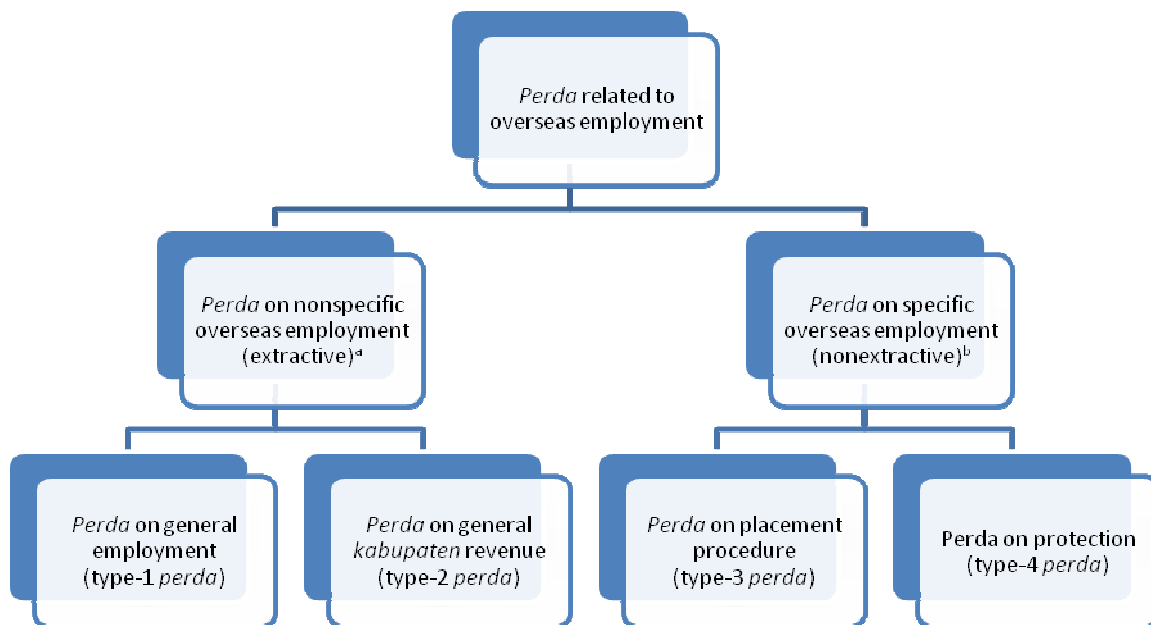 Perda related to
overseas employment
Perda on nonspecific
overseas employment
(extractive)ᵃ
Perda on specific
overseas employment
(nonextractive)ᵇ
Perda on general
employment
(type-1 perda)
Perda on general
kabupaten revenue
(type-2 perda)
Perda on placement
procedure
(type-3 perda)
Perda on protection
(type-4 perda)